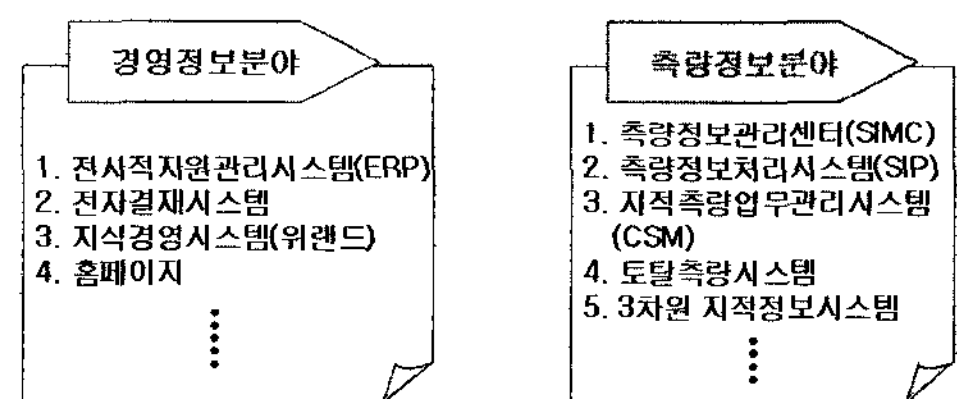 경영정보분야
1. 전사적자원관리시스템(ERP)
2. 전자결재시스템
3. 지식경영시스템(위랜드)
4. 홈페이지
측량정보분야
1. 측량정보관리센터(SIMC)
2. 측량정보처리시스템(SIP)
3. 지적측량업무관리시스템
(CSM)
4. 토탈측량시스템
5. 3차원 지적정보시스템